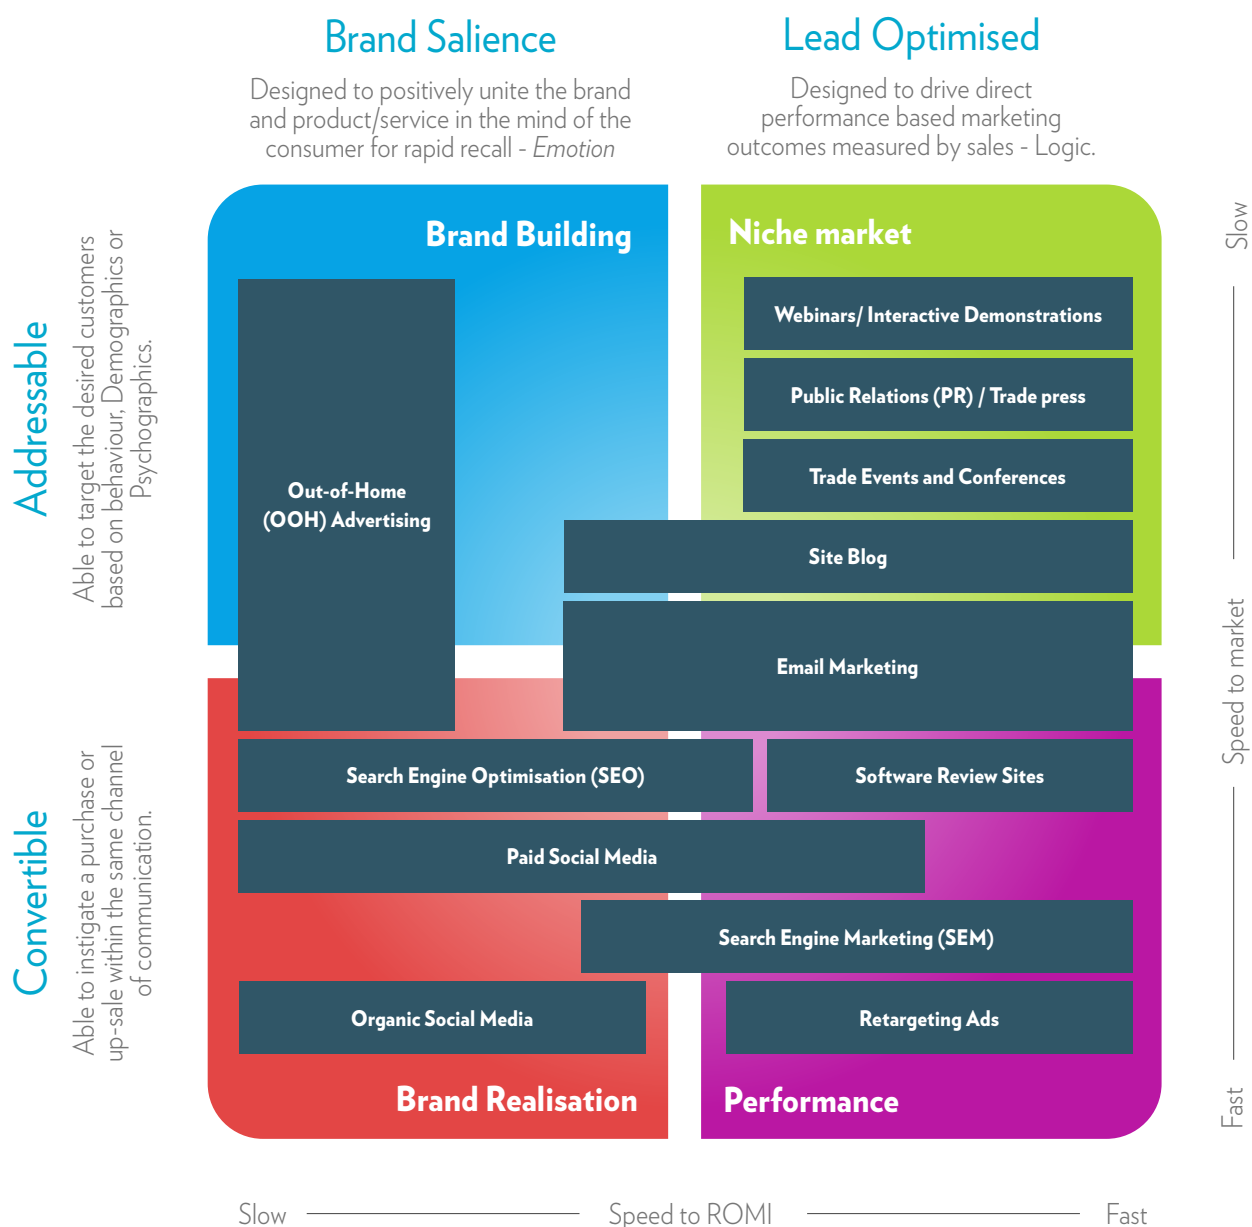 Brand Salience
Designed to positively unite the brand
and product/service in the mind of the
consumer for rapid recall - Emotion
Lead Optimised
Designed to drive direct
performance based marketing
outcomes measured by sales - Logic.
Addressable
Able to target the desired customers
based on behaviour, Demographics or
Psychographics.
Convertible
Able to instigate a purchase or
up-sale within the same channel
of communication.
Brand Building
Niche market
Out-of-Home
(OOH) Advertising
Webinars/ Interactive Demonstrations
Public Relations (PR) / Trade press
Trade Events and Conferences
Site Blog
Email Marketing
Search Engine Optimisation (SEO)
Software Review Sites
Paid Social Media
Search Engine Marketing (SEM)
Organic Social Media
Retargeting Ads
Brand Realisation
Performance
Slow
Speed to market
Fast
Slow
Speed to ROMI
Fast